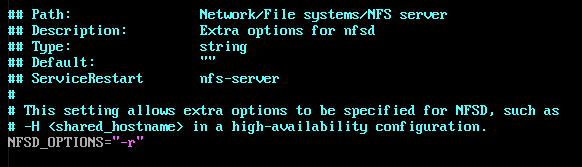 ## Path: Network/File systems/NFS server
## Description: Extra options for nfsd
## Type: string
## Default: ""
## ServiceRestart nfs-server
#
# This setting allows extra options to be specified for NFSD, such as
# -H <shared_hostname> in a high-availability configuration.
NFSD_OPTIONS="-r"